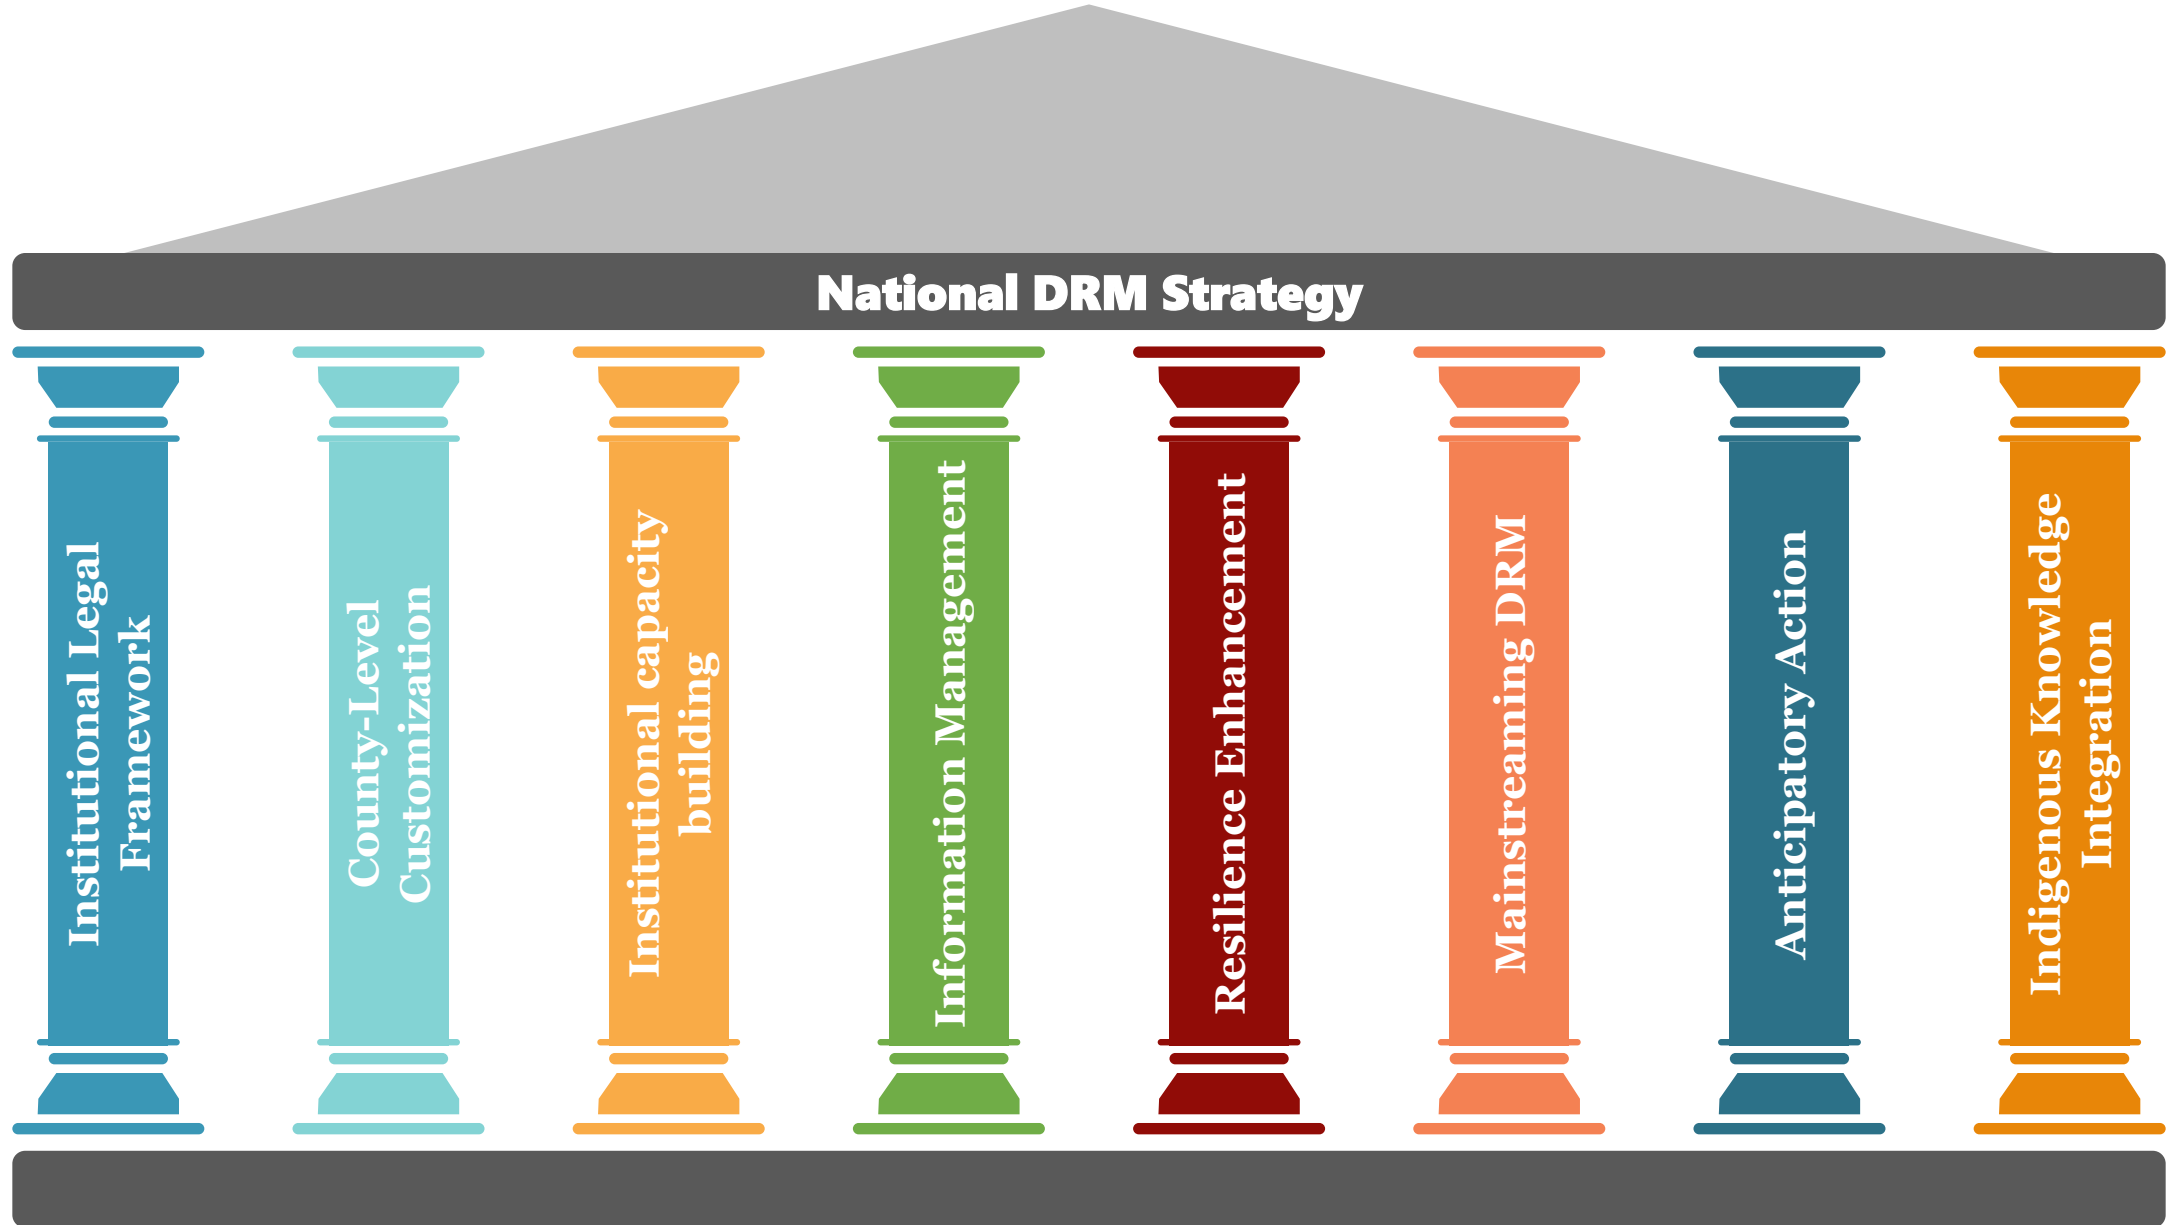 National DRM Strategy
Institutional Legal
Framework
County-Level
Customization
Institutional capacity
building
Information Management
Resilience Enhancement
Mainstreaming DRM
Anticipatory Action
Indigenous Knowledge
Integration